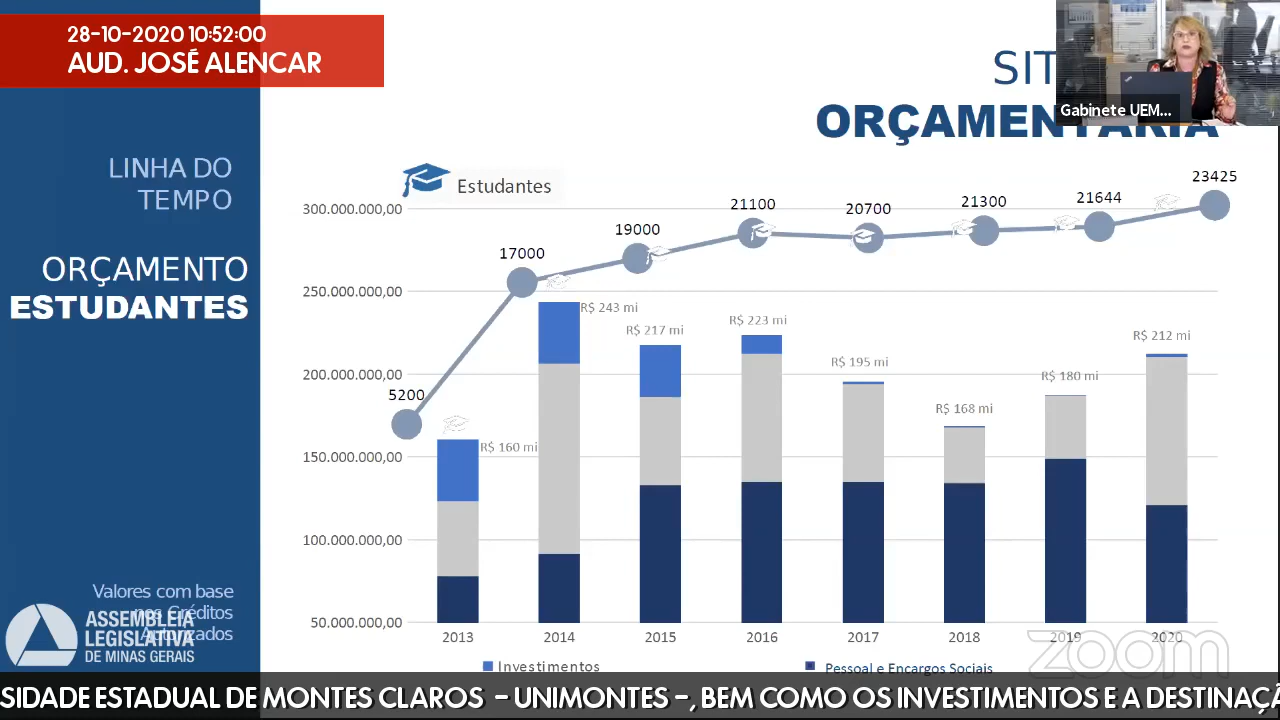 28-10-2020 10:52:00
AUD. JOSÉ ALENCAR
LINHA DO
TEMPO
ORÇAMENTO
ESTUDANTES
Valores com base
nos Créditos
Autorizados
ASSEMBLEIA
LEGISLATIVA
DE MINAS GERAIS
SIT
ORÇAMENTÁRIA
Gabinete UEM...
Estudantes
300.000.000,00
250.000.000,00
200.000.000,00
150.000.000,00
100.000.000,00
50.000.000,00
5200
17000
19000
21100
20700
21300
21644
23425
R$ 160 mi
R$ 243 mi
R$ 217 mi
R$ 223 mi
R$ 195 mi
R$ 168 mi
R$ 180 mi
R$ 212 mi
2013 2014 2015 2016 2017 2018 2019 2020
Investimentos
Pessoal e Encargos Sociais
zoom
SIDADE ESTADUAL DE MONTES CLAROS - UNIMONTES -, BEM COMO OS INVESTIMENTOS E A DESTINAÇÃ